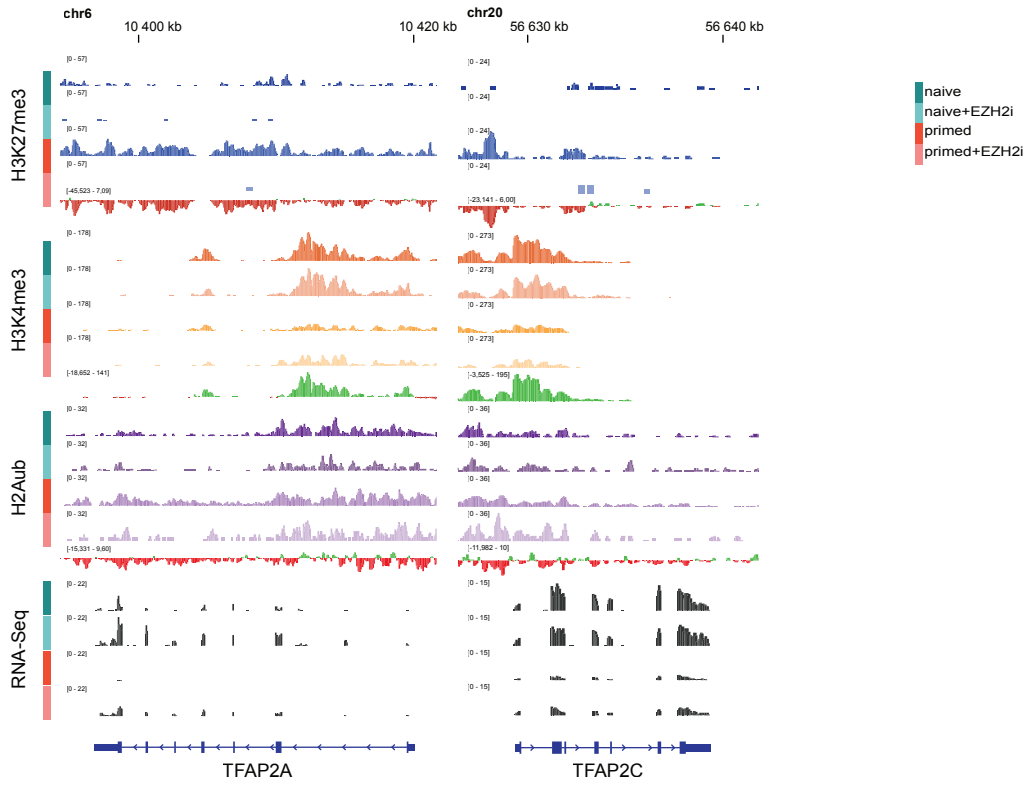 chr6
chr20
10 400 kb
10 420 kb
56 630 kb
56 640 kb
H3K27me3
[0 - 57]
[0 - 57]
[0 - 57]
[0 - 57]
[-45,523 - 7,09]
[0 - 24]
[0 - 24]
[0 - 24]
[0 - 24]
[-23,141 - 6,00]
naive
naive+EZH2i
primed
primed+EZH2i
H3K4me3
[0 - 178]
[0 - 178]
[0 - 178]
[0 - 178]
[-18,652 - 141]
[0 - 273]
[0 - 273]
[0 - 273]
[0 - 273]
[-3,525 - 195]
H2Aub
[0 - 32]
[0 - 32]
[0 - 32]
[0 - 32]
[-15,331 - 9,60]
[0 - 36]
[0 - 36]
[0 - 36]
[0 - 36]
[-11,982 - 10]
RNA-Seq
[0 - 22]
[0 - 22]
[0 - 22]
[0 - 22]
[0 - 15]
[0 - 15]
[0 - 15]
[0 - 15]
TFAP2A
TFAP2C